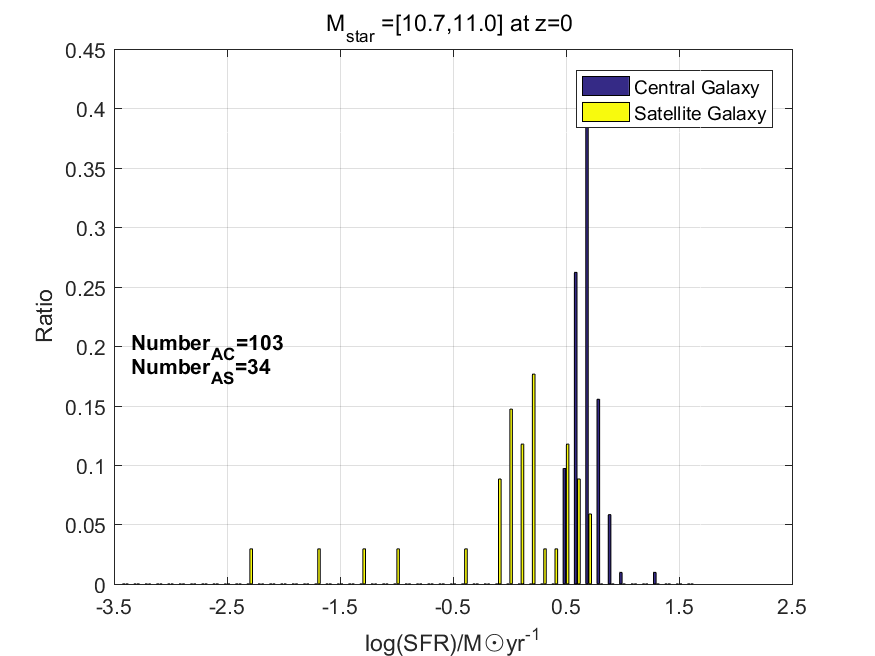 M_star =[10.7,11.0] at z=0
0.45
0.4
0.35
0.3
0.25
0.2
0.15
0.1
0.05
0
Ratio
Central Galaxy
Satellite Galaxy
Number_AC=103
Number_AS=34
-3.5 -2.5 -1.5 -0.5 0.5 1.5 2.5
log(SFR)/M☉yr^-1